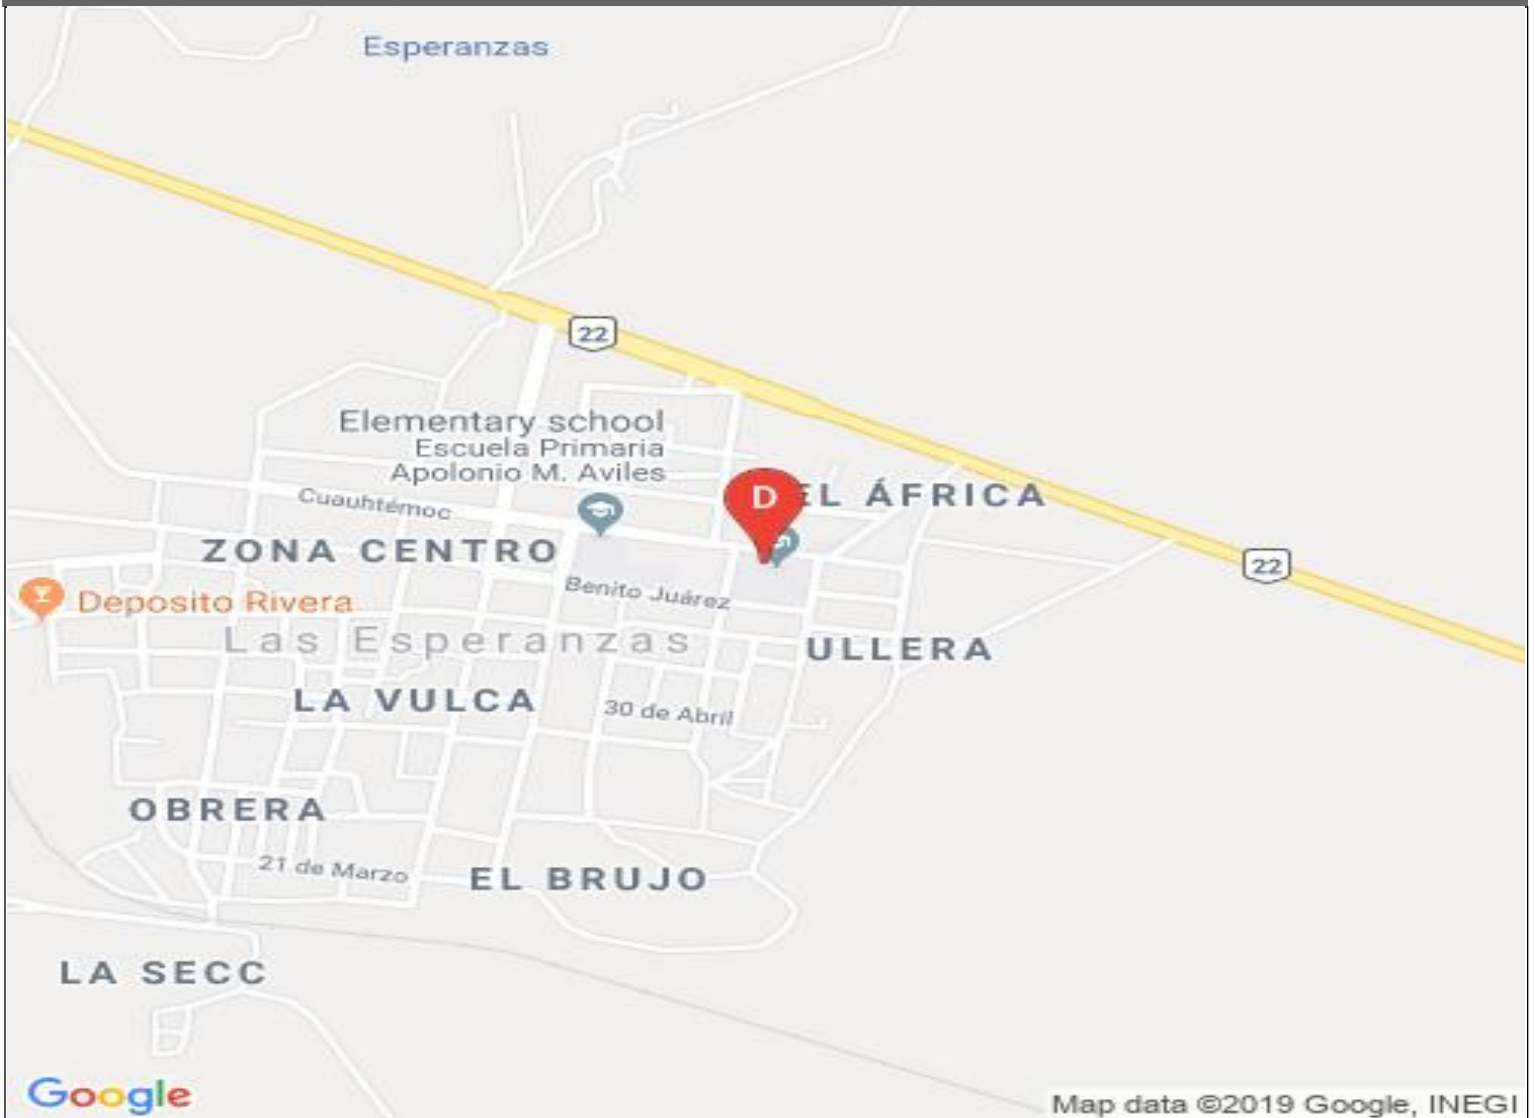 Esperanzas
22
Elementary school
Escuela Primaria
Apolonio M. Aviles
D
EL ÁFRICA
Cuauhtémoc
ZONA CENTRO
22
Benito Juárez
Deposito Rivera
Las Esperanzas
ULLERA
LA VULCA
30 de Abril
OBRERA
21 de Marzo
EL BRUJO
LA SECC
Google
Map data ©2019 Google, INEGI